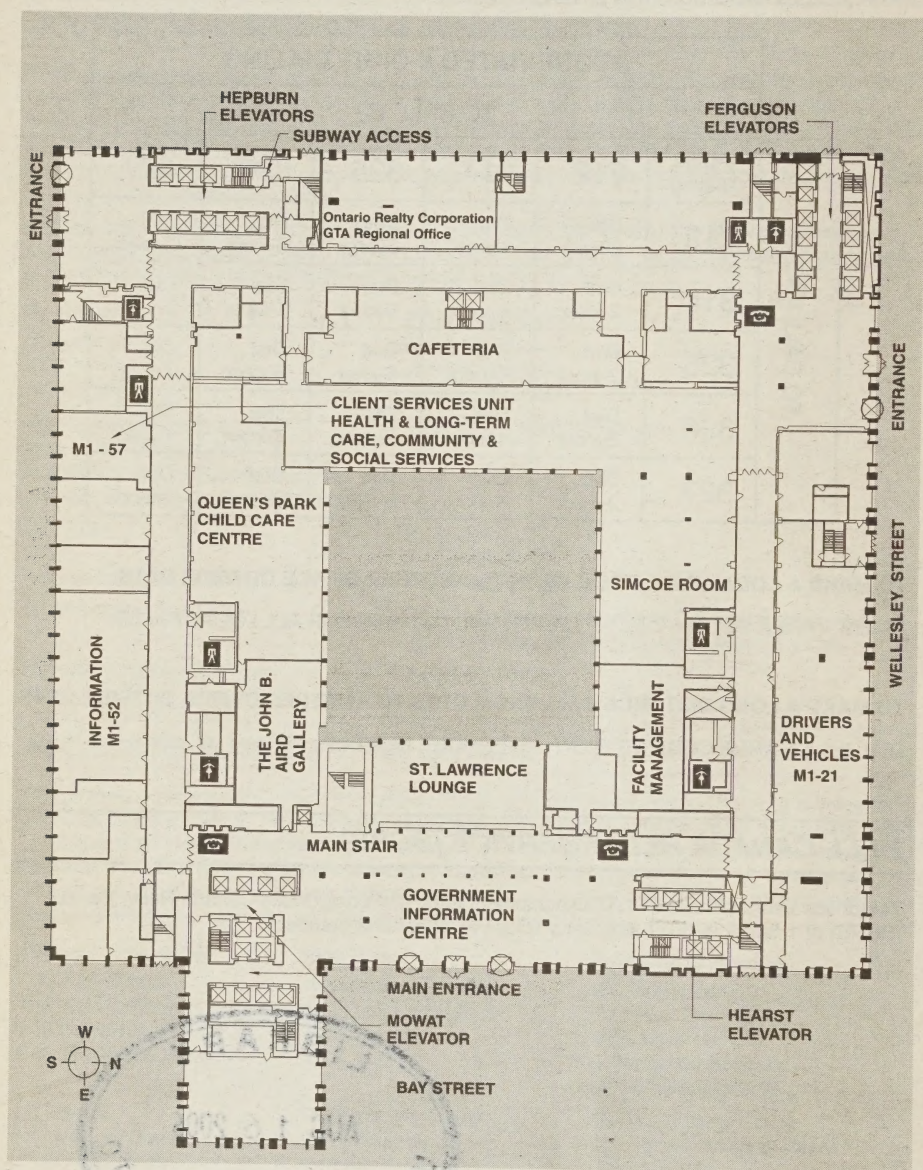 HEPBURN
ELEVATORS
SUBWAY ACCESS
FERGUSON
ELEVATORS
ENTRANCE
Ontario Realty Corporation
GTA Regional Office
CAFETERIA
CLIENT SERVICES UNIT
HEALTH & LONG-TERM
CARE, COMMUNITY &
SOCIAL SERVICES
M1 - 57
ENTRANCE
QUEEN'S PARK
CHILD CARE
CENTRE
SIMCOE ROOM
WELLESLEY STREET
INFORMATION
M1-52
THE JOHN B.
AIRD
GALLERY
ST. LAWRENCE
LOUNGE
FACILITY
MANAGEMENT
DRIVERS
AND
VEHICLES
M1-21
MAIN STAIR
GOVERNMENT
INFORMATION
CENTRE
MAIN ENTRANCE
MOWAT
ELEVATOR
HEARST
ELEVATOR
W
S
N
E
BAY STREET
AUG 16